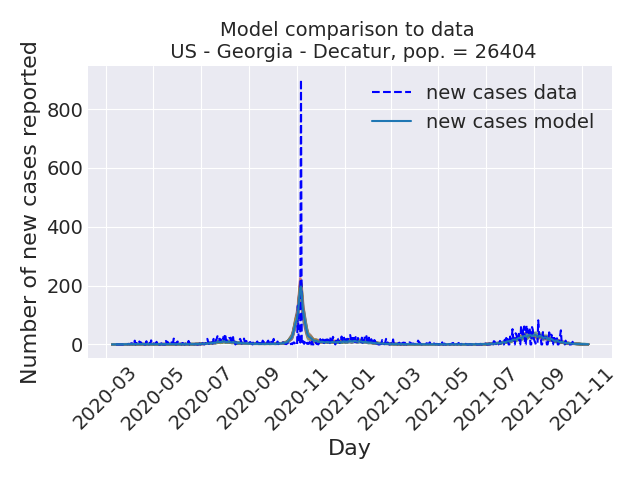 Model comparison to data
US - Georgia - Decatur, pop. = 26404
new cases data
new cases model
Number of new cases reported
800
600
400
200
0
2020-03
2020-05
2020-07
2020-09
2020-11
2021-01
2021-03
2021-05
2021-07
2021-09
2021-11
Day